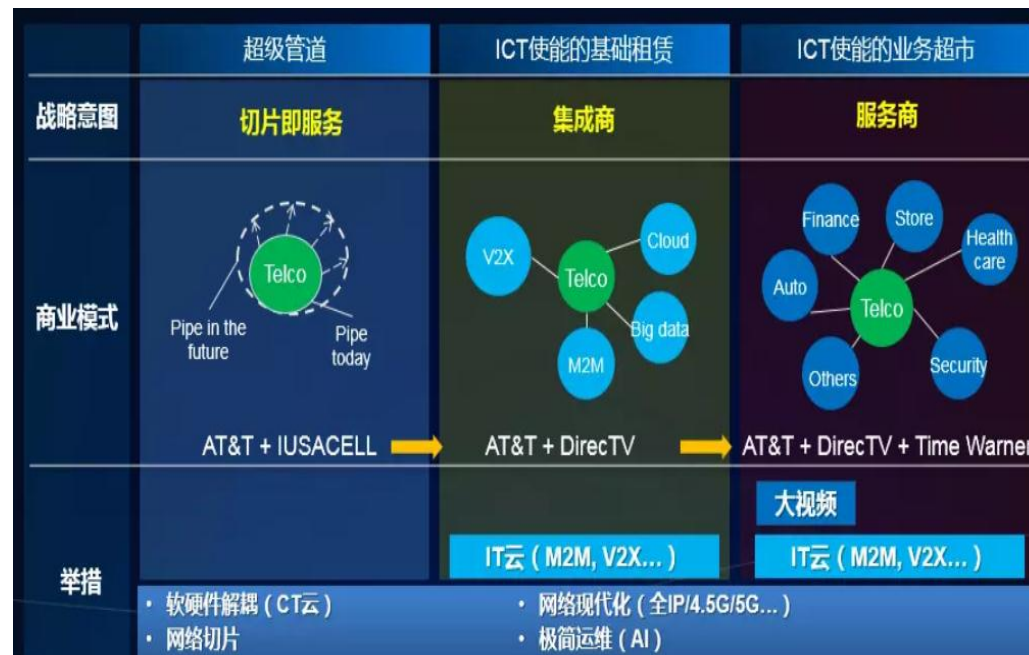 超级管道
ICT使能的基础租赁
ICT使能的业务超市
战略意图
切片即服务
集成商
服务商
商业模式
Telco
Pipe in the
future
Pipe
today
AT&T + IUSACELL
V2X
Telco
Cloud
Big data
M2M
AT&T + DirecTV
Finance
Store
Health
care
Auto
Telco
Others
Security
AT&T + DirecTV + Time Warner
举措
大视频
IT云（M2M, V2X...）
IT云（M2M, V2X...）
• 软硬件解耦（CT云）
• 网络切片
• 网络现代化（全IP/4.5G/5G...）
• 极简运维（AI）